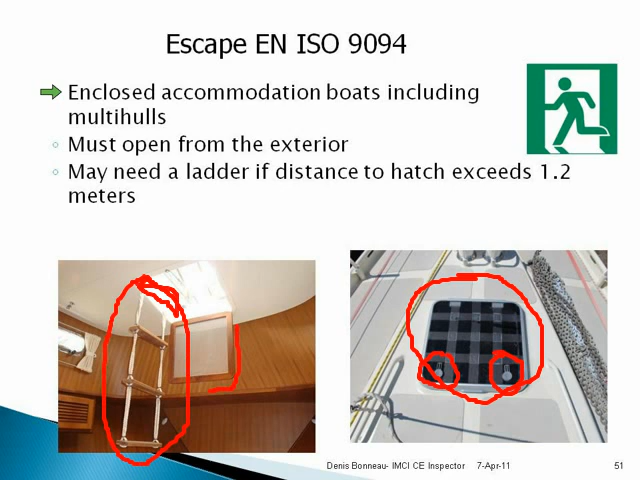 Escape EN ISO 9094
Enclosed accommodation boats including
multihulls
Must open from the exterior
May need a ladder if distance to hatch exceeds 1.2
meters
Denis Bonneau- IMCI CE Inspector 7-Apr-11 51